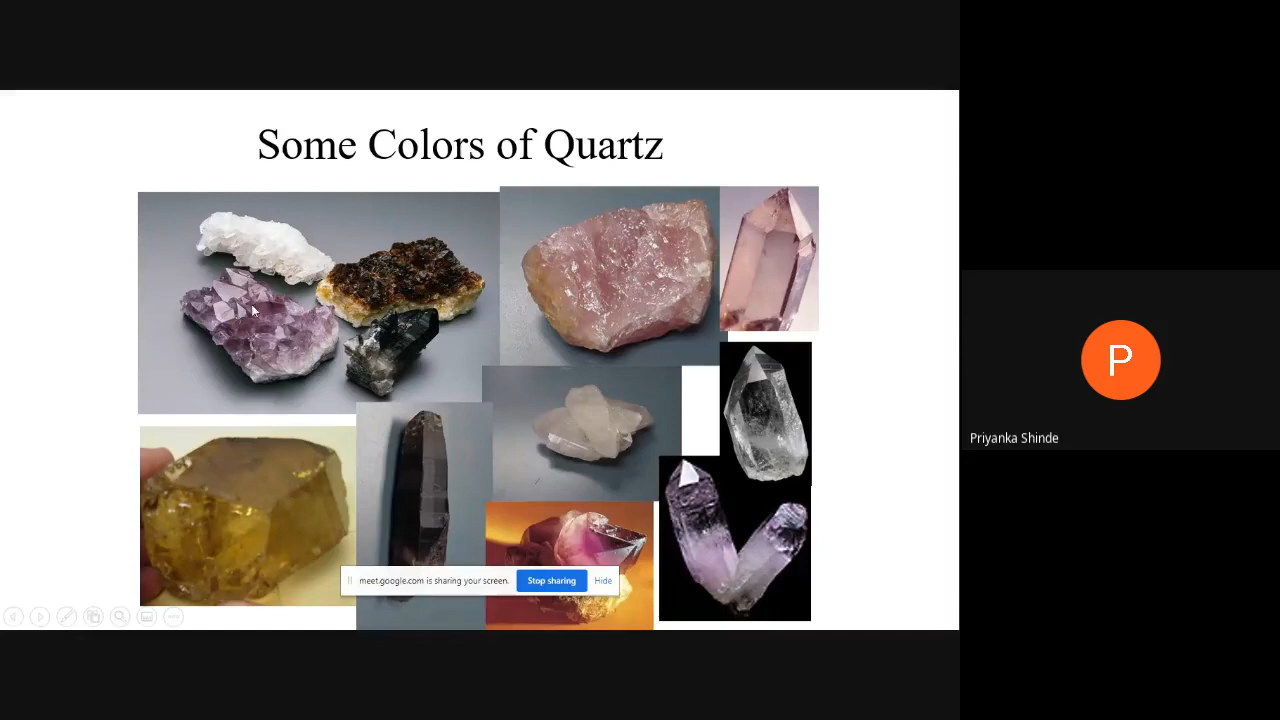 Some Colors of Quartz
meet.google.com is sharing your screen.
Stop sharing
Hide
P
Priyanka Shinde